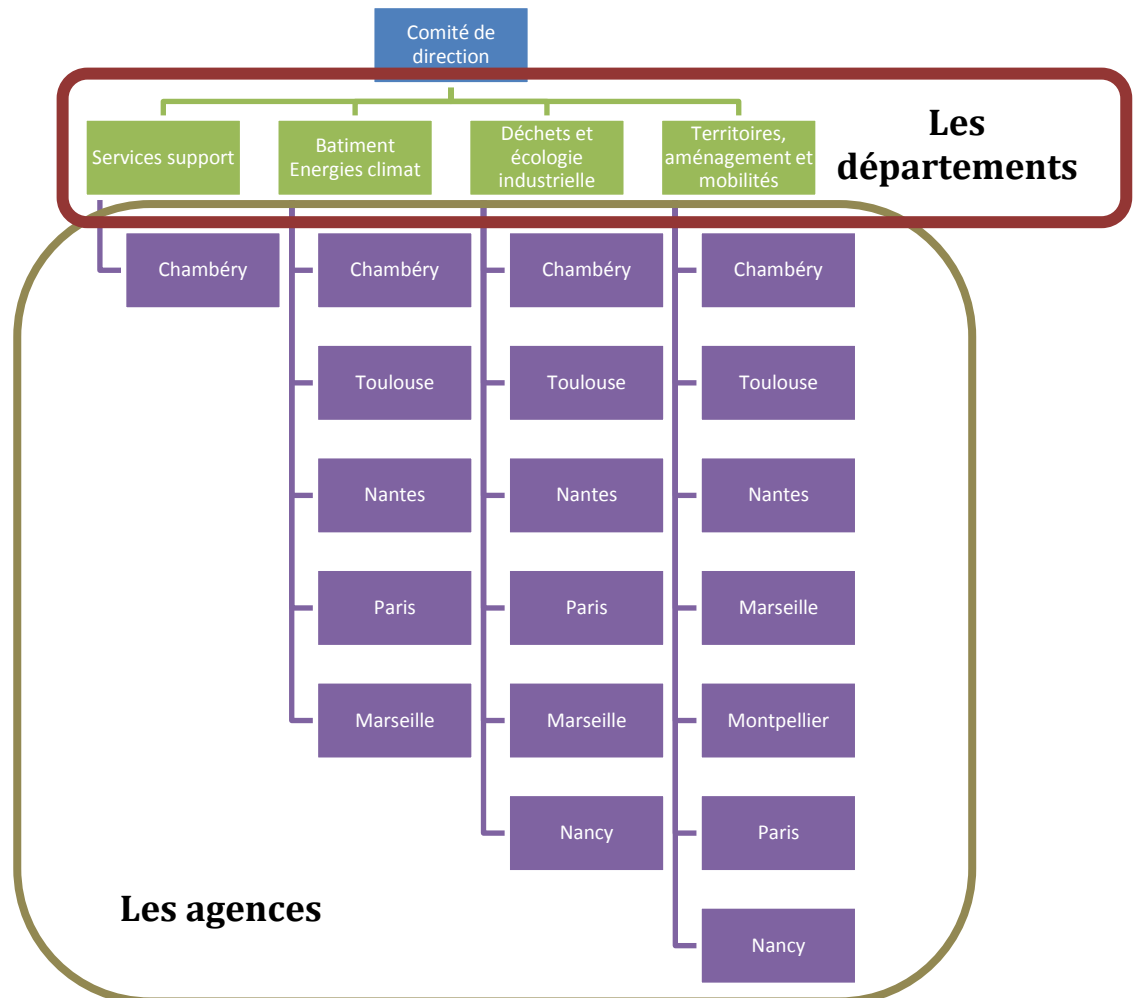 Comité de
direction
Les
départements
Services support
Batiment
Energies climat
Déchets et
écologie
industrielle
Territoires,
aménagement et
mobilités
Chambéry
Chambéry
Chambéry
Chambéry
Toulouse
Toulouse
Toulouse
Nantes
Nantes
Nantes
Paris
Paris
Marseille
Marseille
Marseille
Montpellier
Nancy
Paris
Les agences
Nancy